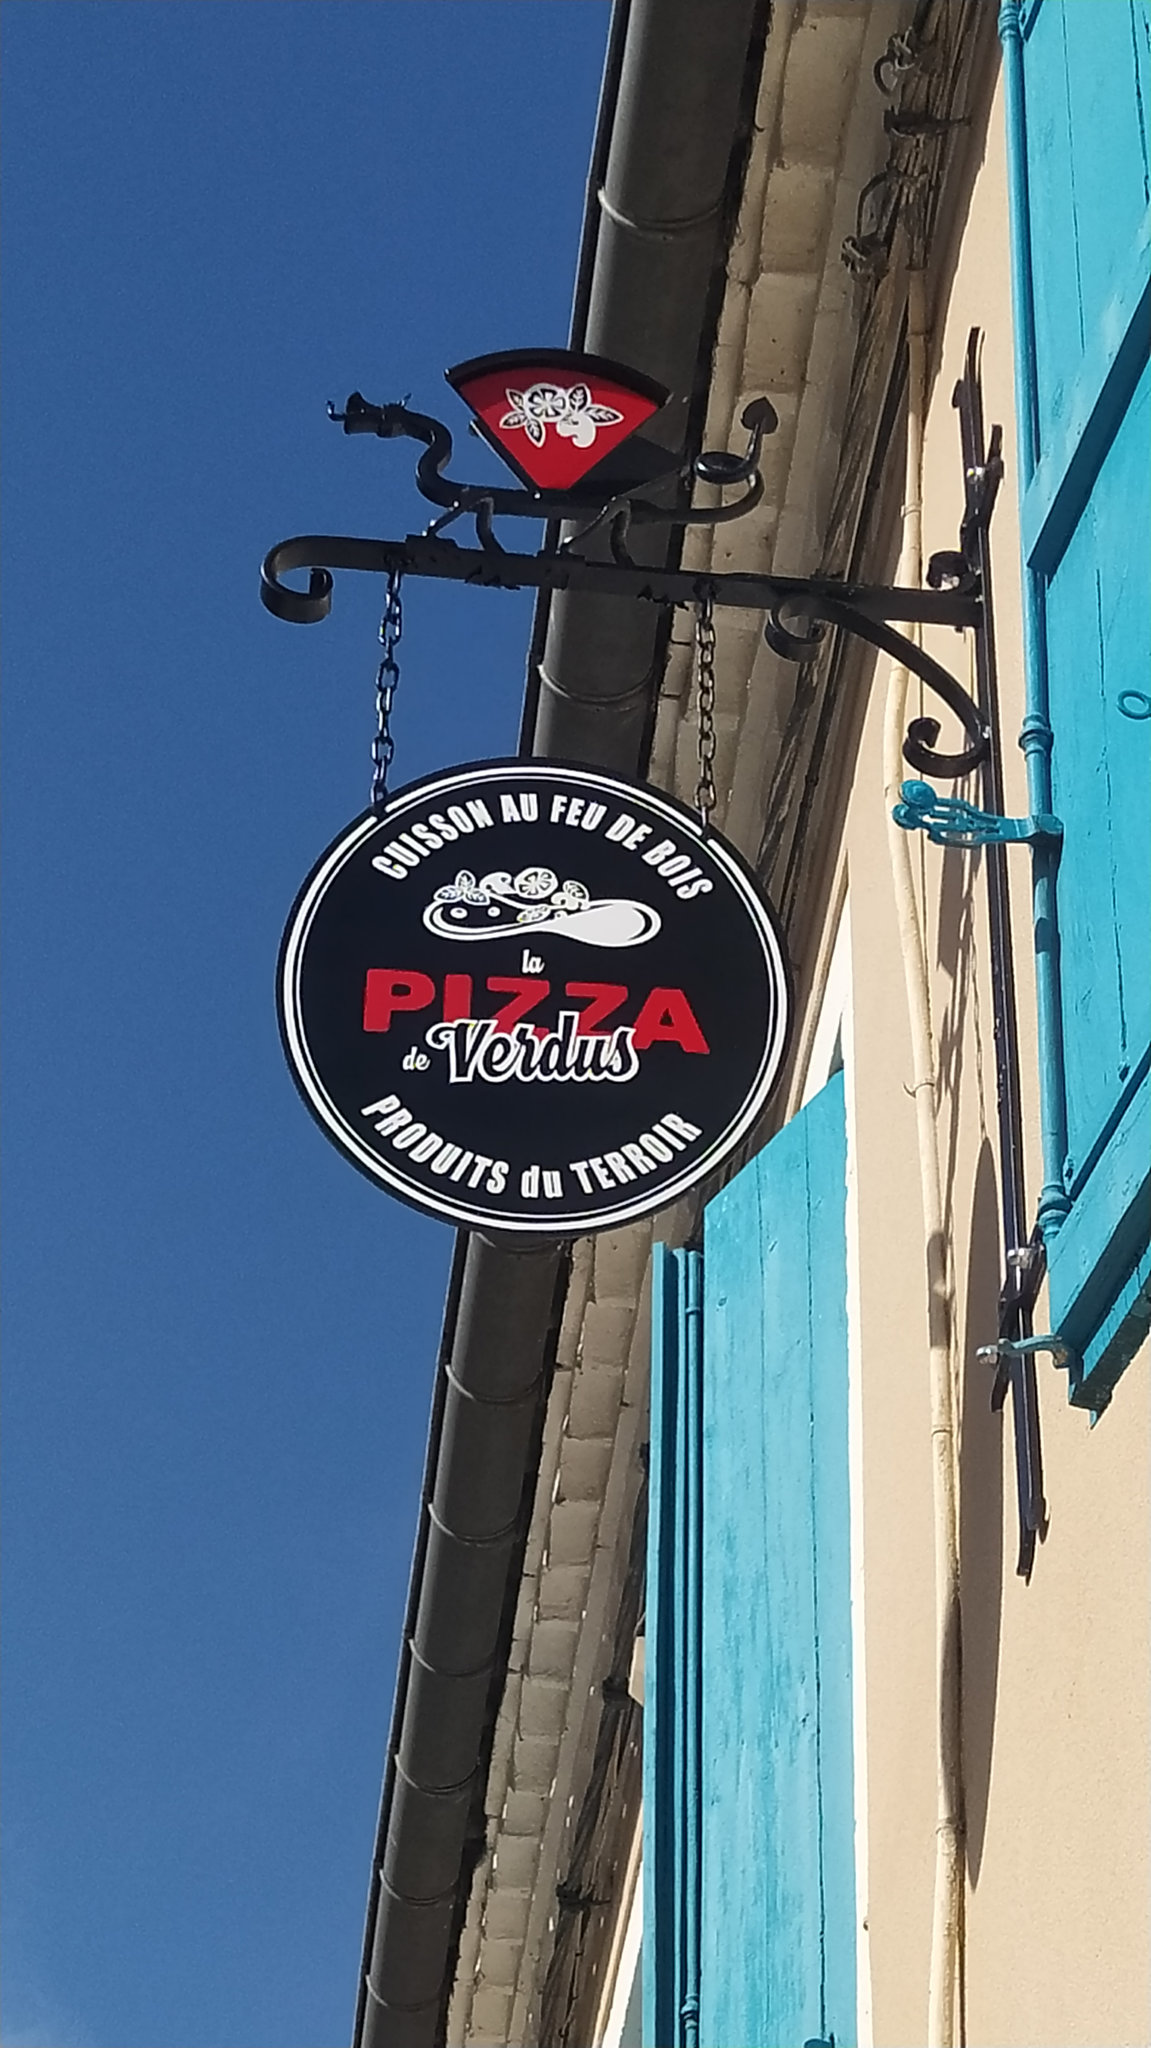 CUISSON AU FEU DE BOIS
la
PIZZA
de Verdus
PRODUITS du TERROIR